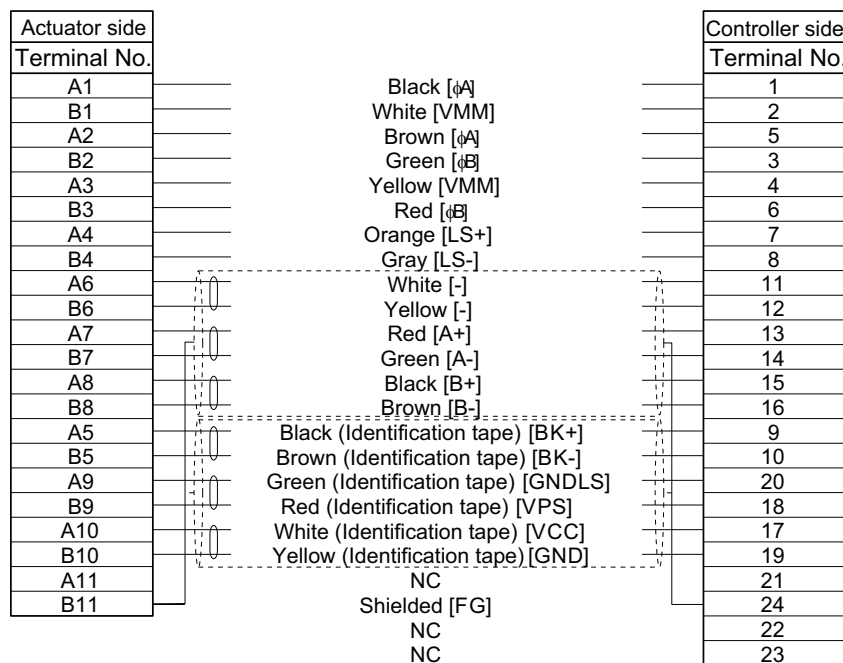 Actuator side Controller side
Terminal No. Terminal No.
A1 Black [ϕA] 1
B1 White [VMM] 2
A2 Brown [ϕA] 5
B2 Green [ϕB] 3
A3 Yellow [VMM] 4
B3 Red [ϕB] 6
A4 Orange [LS+] 7
B4 Gray [LS-] 8
A6 White [-] 11
B6 Yellow [-] 12
A7 Red [A+] 13
B7 Green [A-] 14
A8 Black [B+] 15
B8 Brown [B-] 16
A5 Black (Identification tape) [BK+] 9
B5 Brown (Identification tape) [BK-] 10
A9 Green (Identification tape) [GNDLS] 20
B9 Red (Identification tape) [VPS] 18
A10 White (Identification tape) [VCC] 17
B10 Yellow (Identification tape) [GND] 19
A11 NC 21
B11 Shielded [FG] 24
NC 22
NC 23